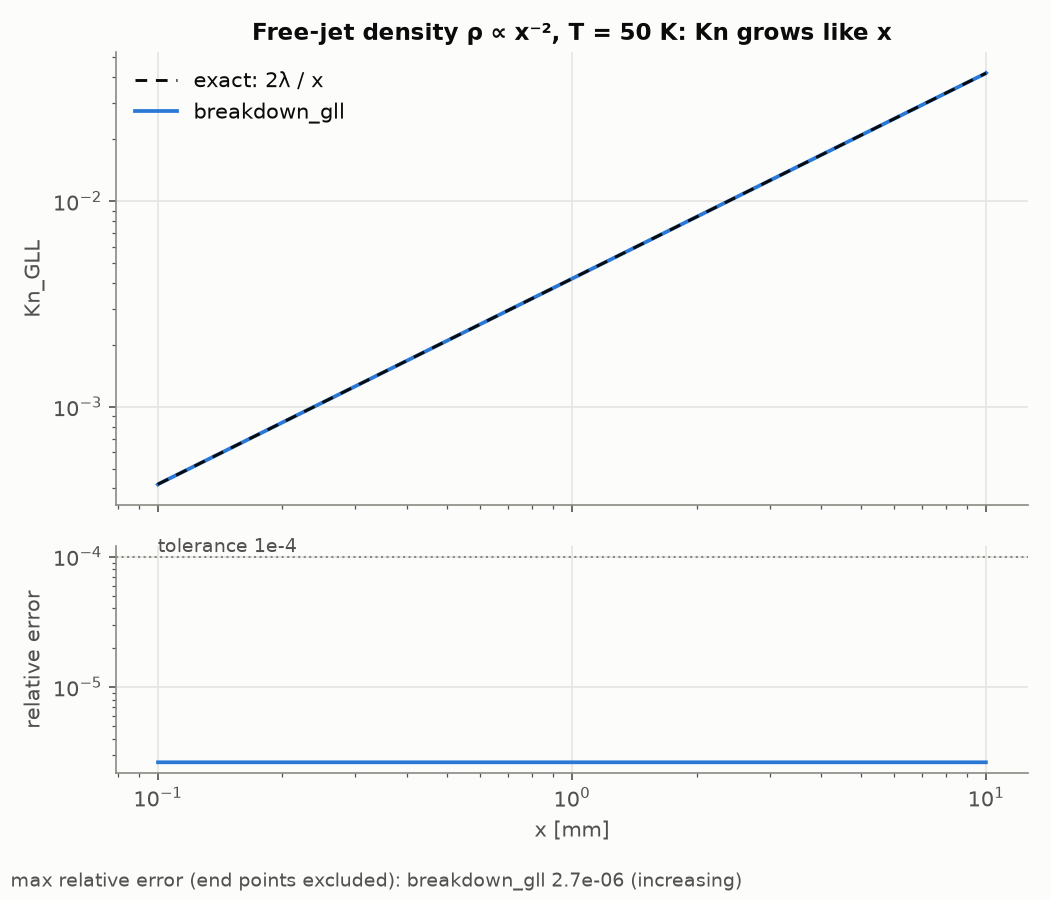 Free-jet density ρ ∝ x⁻², T = 50 K: Kn grows like x
exact: 2λ / x
breakdown_gll
Kn_GLL
10⁻²
10⁻³
tolerance 1e-4
relative error
10⁻⁴
10⁻⁵
10⁻¹
10⁰
10¹
x [mm]
max relative error (end points excluded): breakdown_gll 2.7e-06 (increasing)